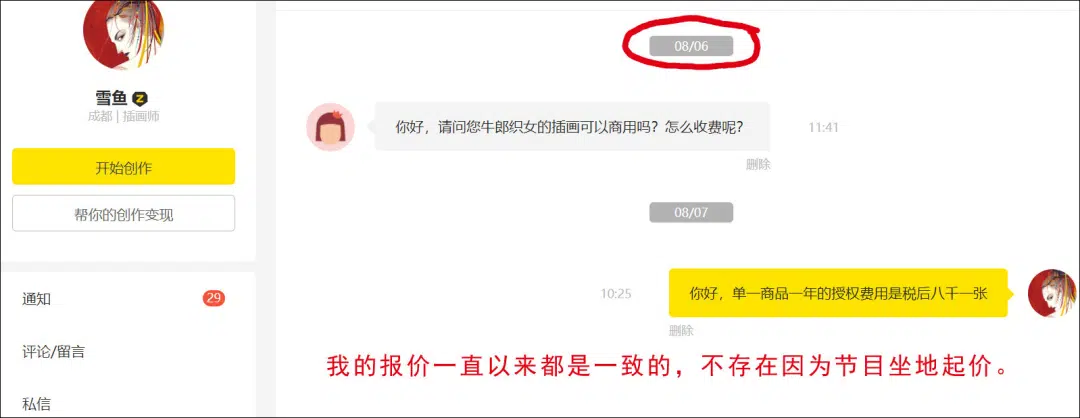 雪鱼
成都 | 插画师
开始创作
帮你的创作变现
通知 29
评论/留言
私信
08/06
你好，请问您牛郎织女的插画可以商用吗？怎么收费呢？ 11:41
删除
08/07
10:25 你好，单一商品一年的授权费用是税后八千一张
删除
我的报价一直以来都是一致的，不存在因为节目坐地起价。